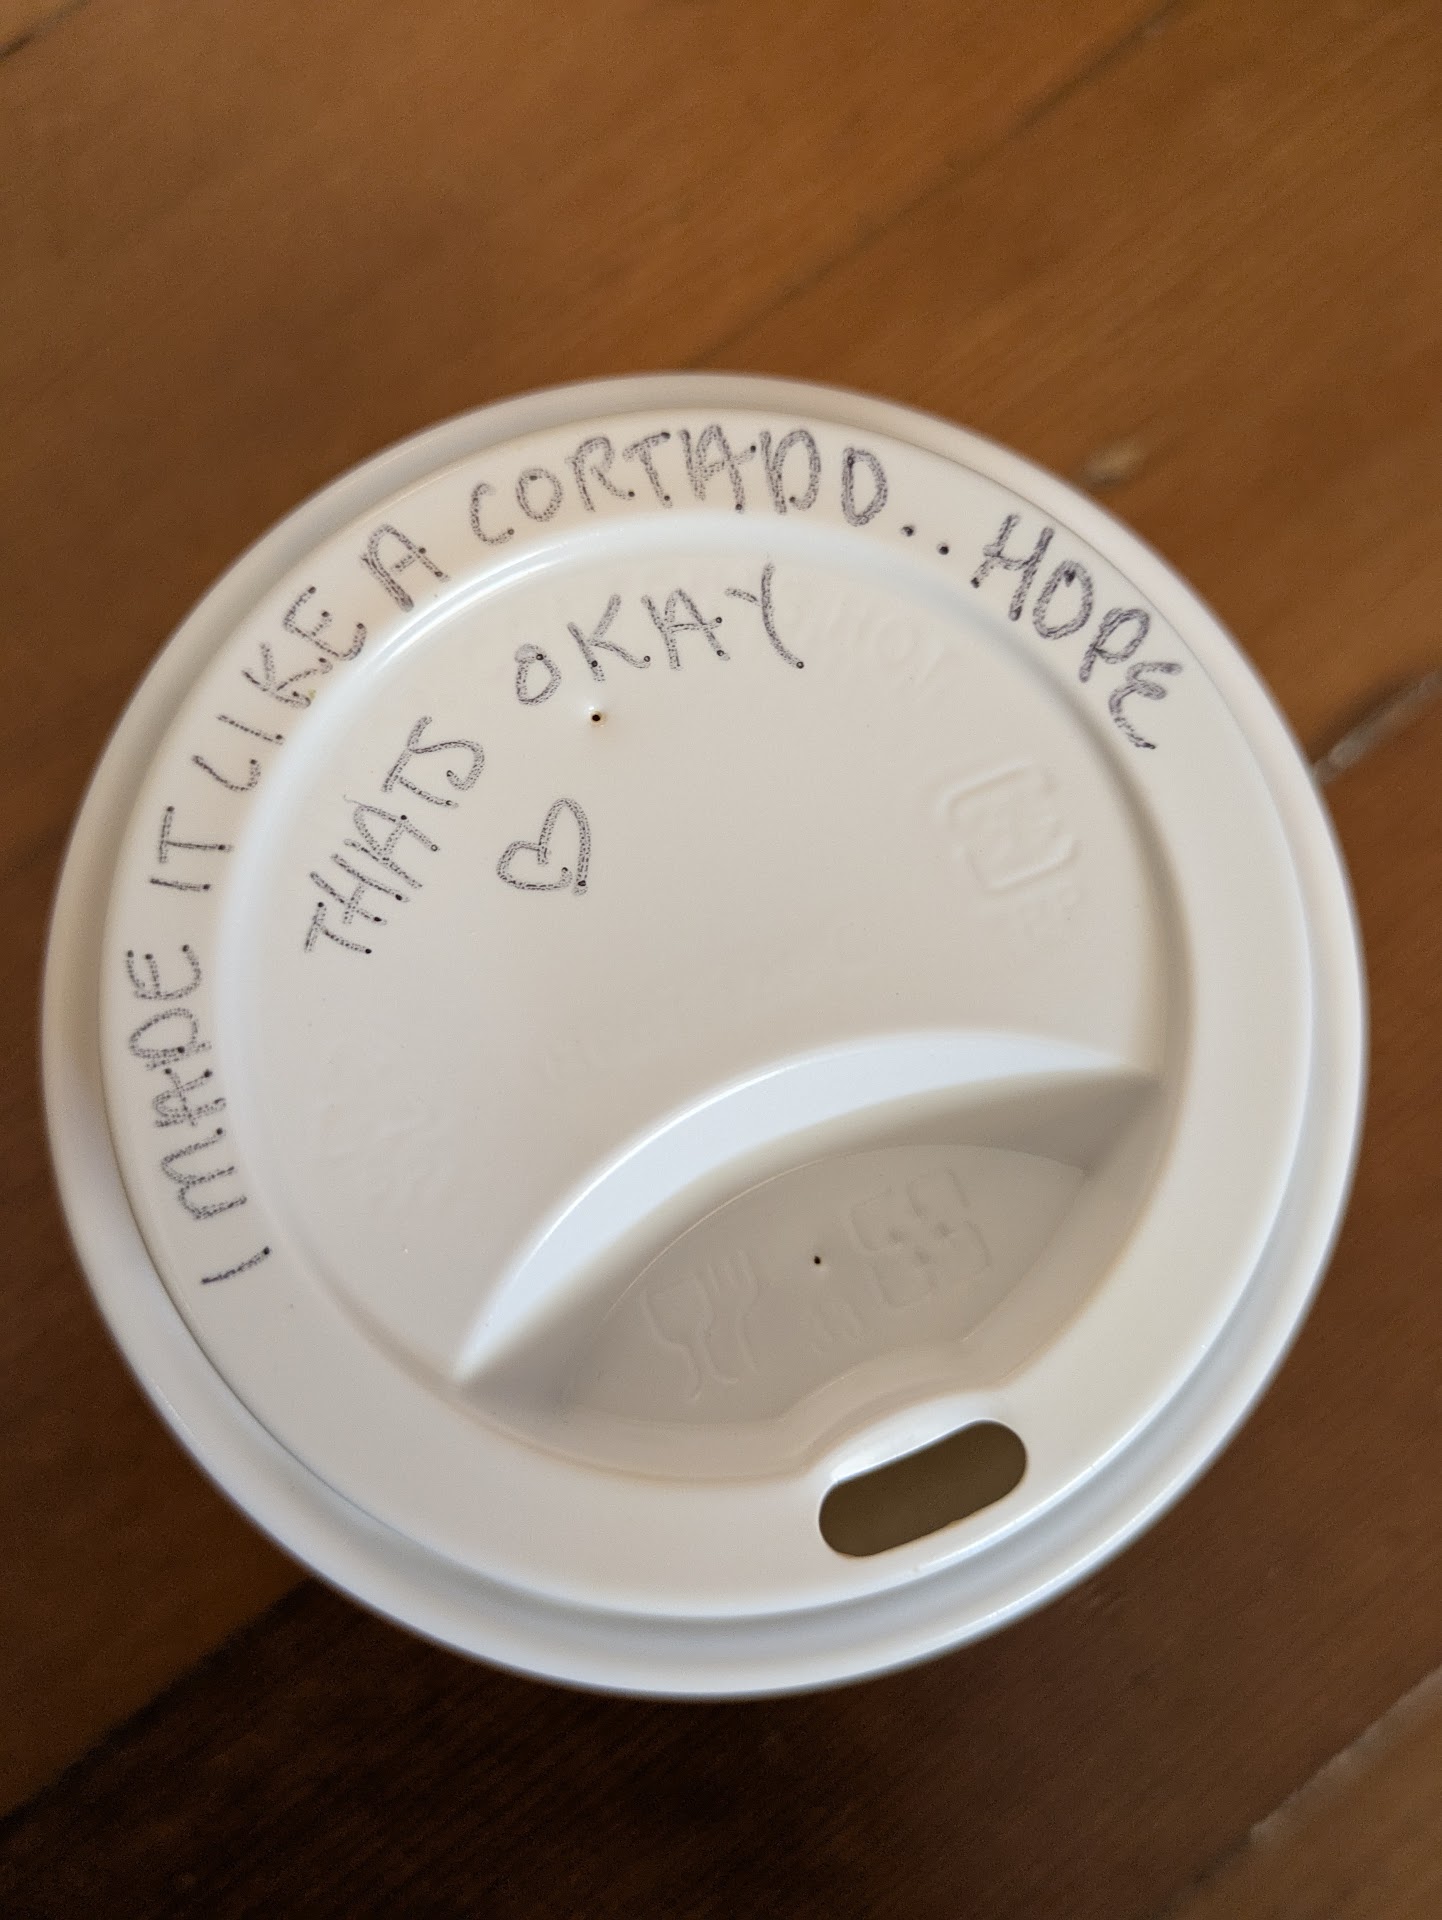 I MADE IT LIKE A CORTADO.. HOPE
THATS OKAY
♡